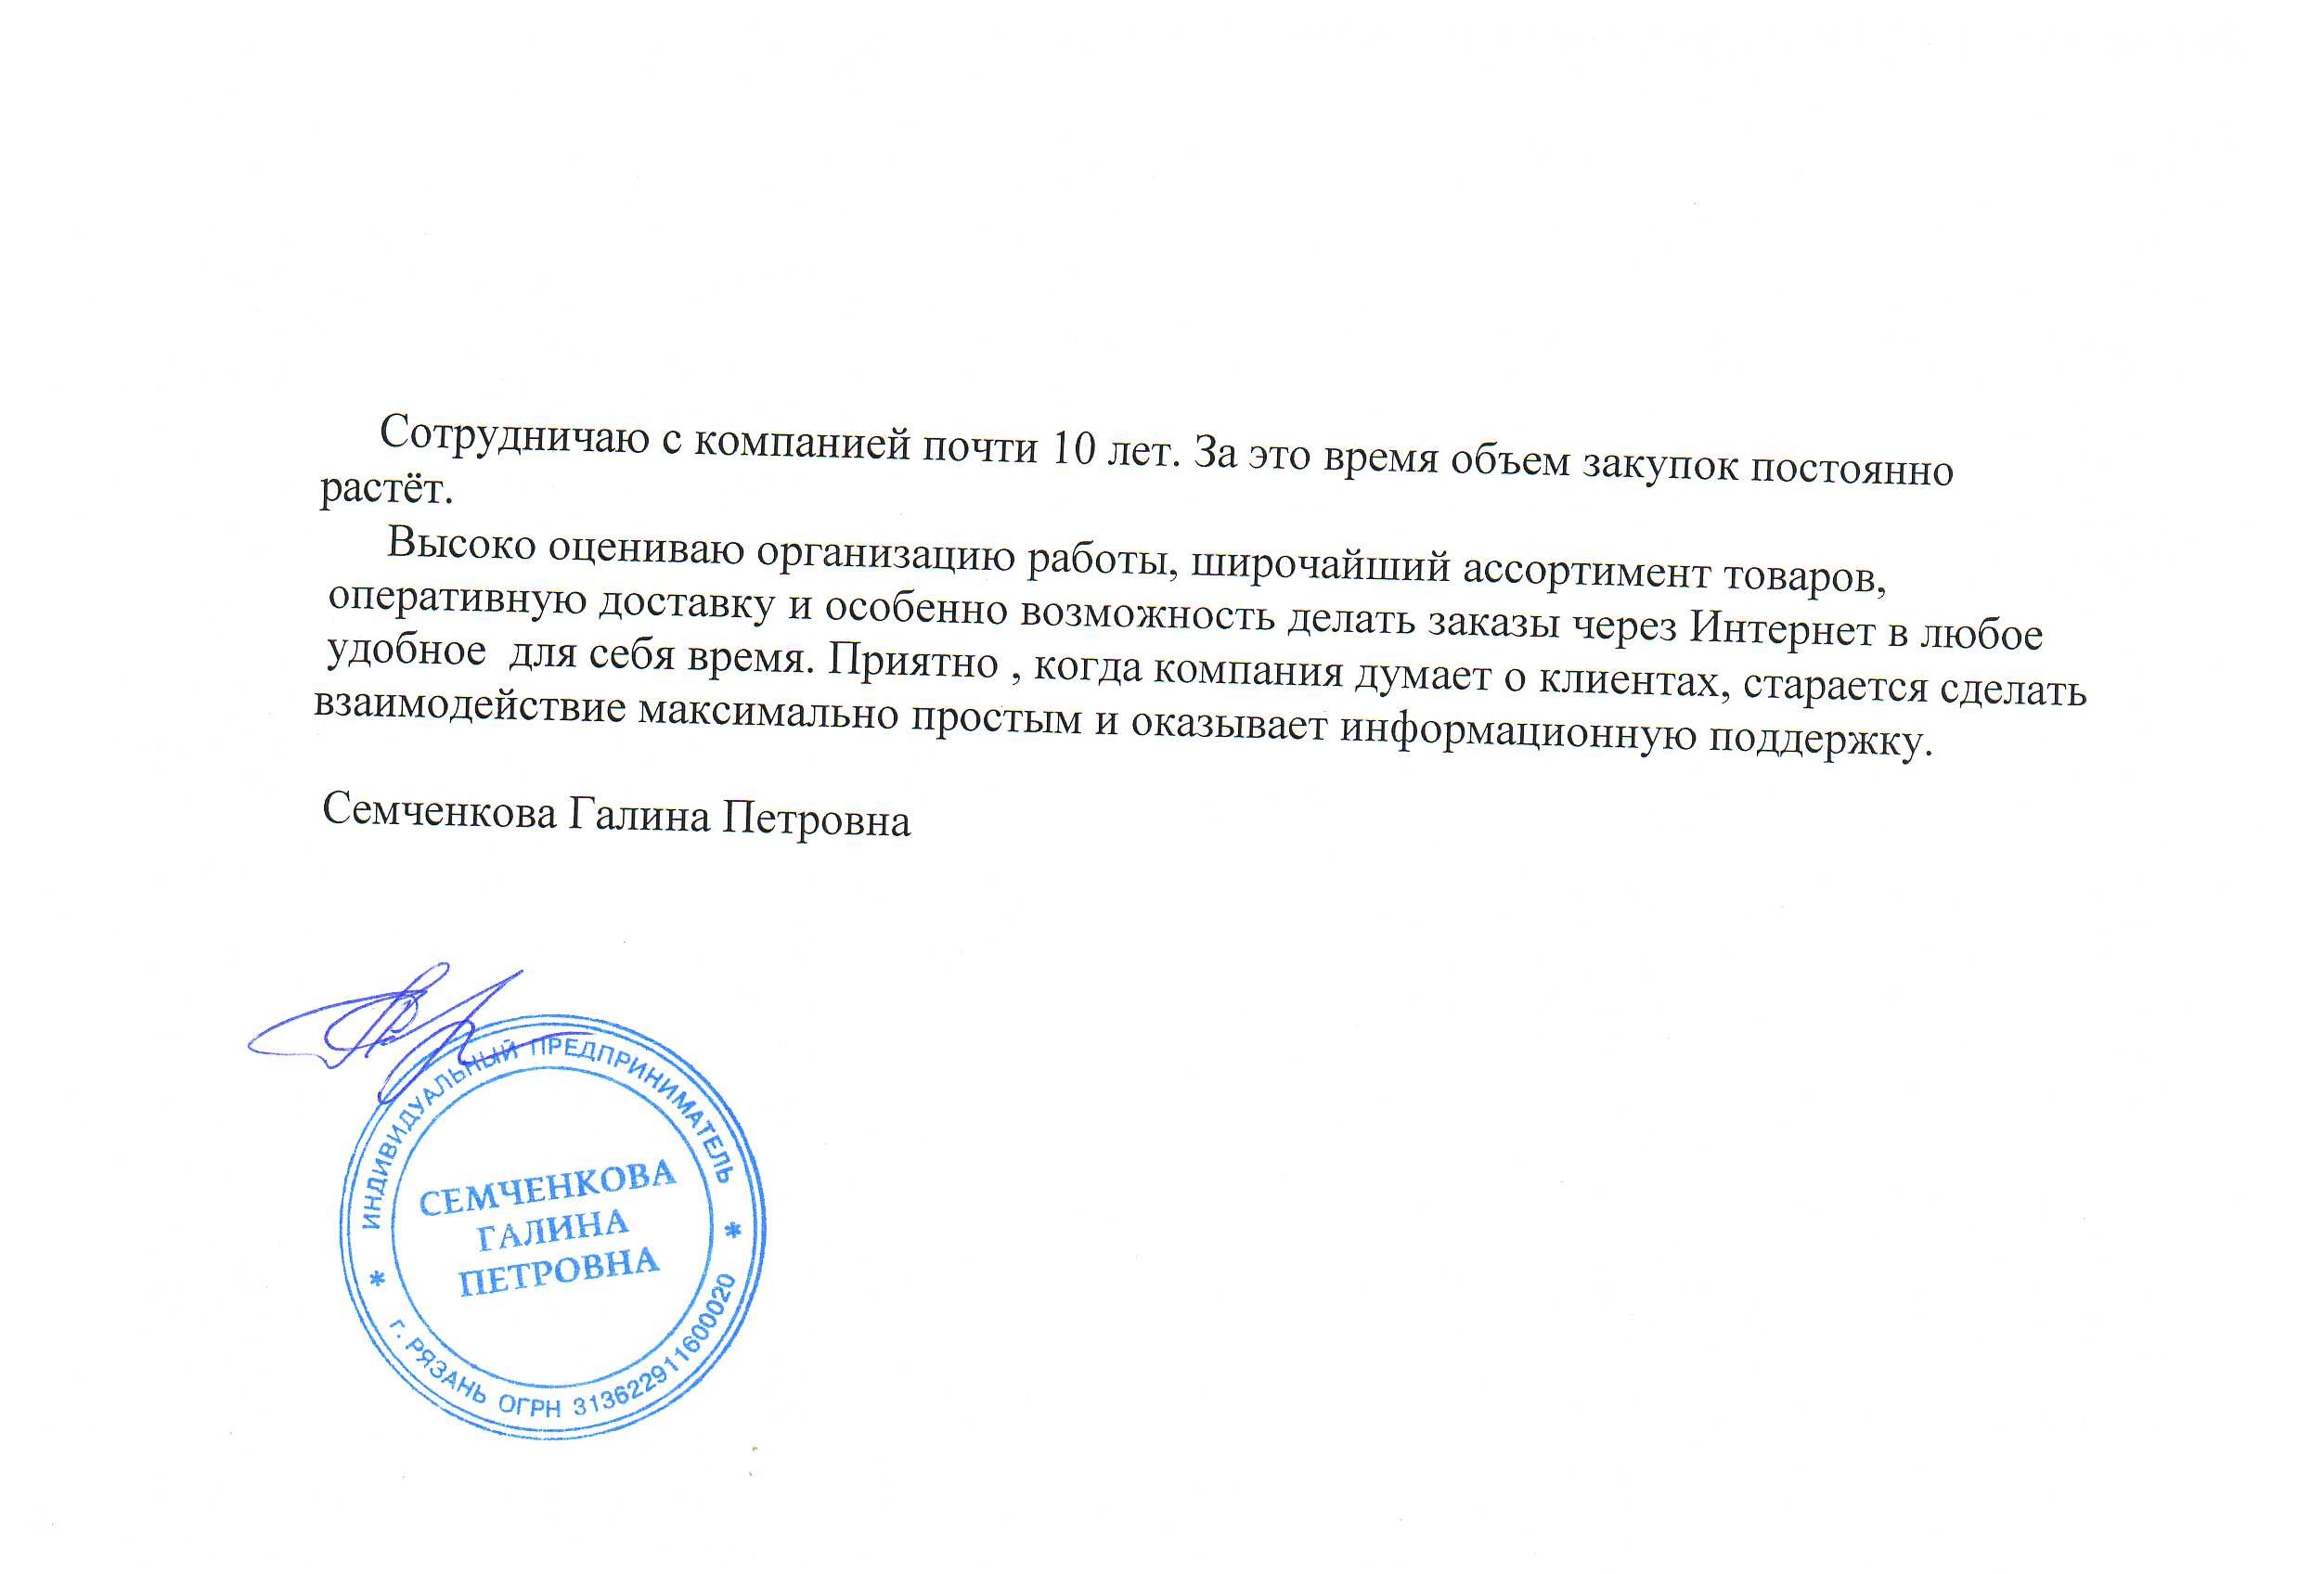 Сотрудничаю с компанией почти 10 лет. За это время объем закупок постоянно
растёт.
Высоко оцениваю организацию работы, широчайший ассортимент товаров,
оперативную доставку и особенно возможность делать заказы через Интернет в любое
удобное для себя время. Приятно , когда компания думает о клиентах, старается сделать
взаимодействие максимально простым и оказывает информационную поддержку.
Семченкова Галина Петровна
ИНДИВИДУАЛЬНЫЙ ПРЕДПРИНИМАТЕЛЬ
СЕМЧЕНКОВА
ГАЛИНА
ПЕТРОВНА
г. РЯЗАНЬ ОГРН 313622911600020